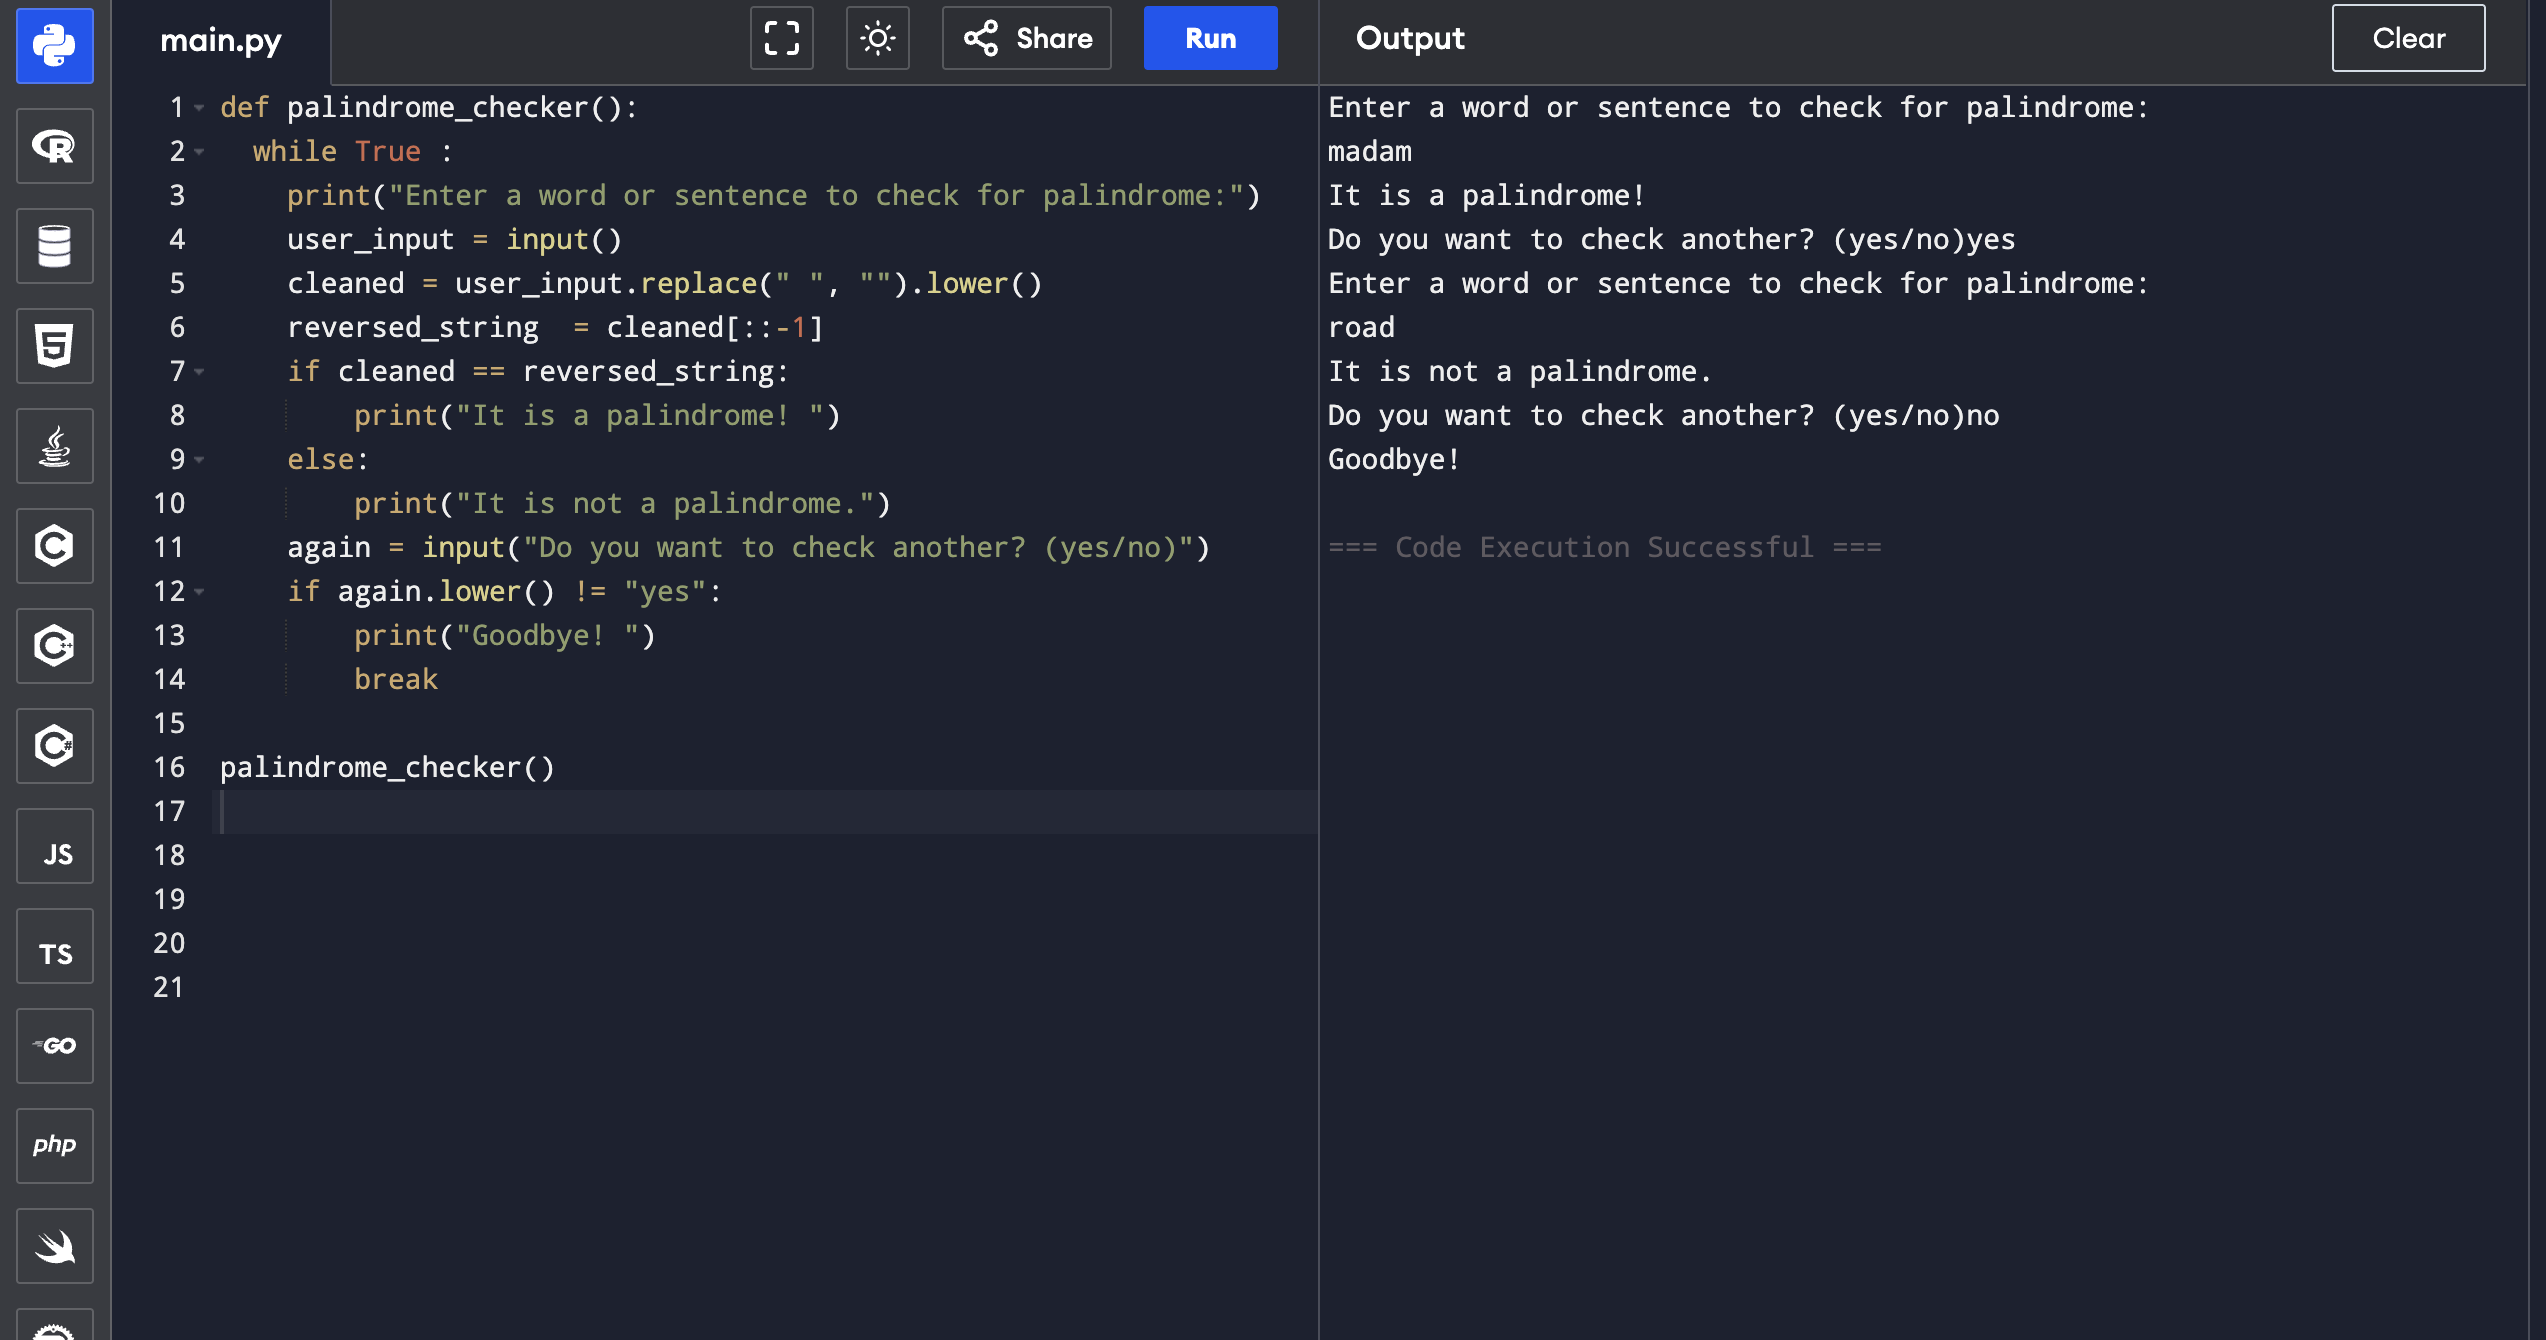 main.py
Share
Run
Output
Clear
1 def palindrome_checker():
2   while True :
3     print("Enter a word or sentence to check for palindrome:")
4     user_input = input()
5     cleaned = user_input.replace(" ", "").lower()
6     reversed_string  = cleaned[::-1]
7     if cleaned == reversed_string:
8         print("It is a palindrome! ")
9     else:
10         print("It is not a palindrome.")
11     again = input("Do you want to check another? (yes/no)")
12     if again.lower() != "yes":
13         print("Goodbye! ")
14         break
15
16 palindrome_checker()
17
18
19
20
21
Enter a word or sentence to check for palindrome:
madam
It is a palindrome!
Do you want to check another? (yes/no)yes
Enter a word or sentence to check for palindrome:
road
It is not a palindrome.
Do you want to check another? (yes/no)no
Goodbye!
=== Code Execution Successful ===
R
5
C
C++
C#
JS
TS
GO
php